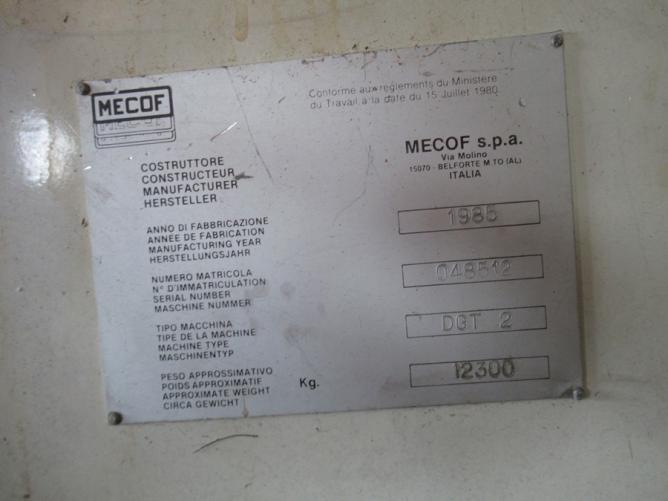 MECOF
Conforme aux reglements du Ministere
du Travail a la date du 15 Juillet 1980
MECOF s.p.a.
Via Molino
15070 - BELFORTE M.TO (AL)
ITALIA
COSTRUTTORE
CONSTRUCTEUR
MANUFACTURER
HERSTELLER
ANNO DI FABBRICAZIONE
ANNEE DE FABRICATION
MANUFACTURING YEAR
HERSTELLUNGSJAHR
1985
NUMERO MATRICOLA
N° D'IMMATRICULATION
SERIAL NUMBER
MASCHINE NUMMER
048512
TIPO MACCHINA
TIPE DE LA MACHINE
MACHINE TYPE
MASCHINENTYP
DGT 2
PESO APPROSSIMATIVO
POIDS APPROXIMATIF
APPROXIMATE WEIGHT
CIRCA GEWICHT
Kg.
12300